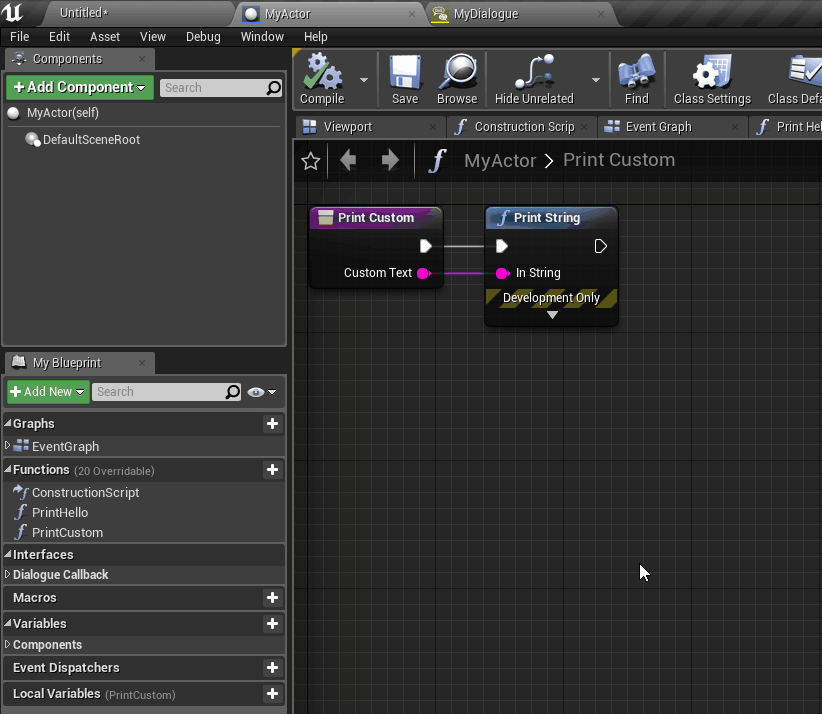 Untitled*
MyActor
MyDialogue
File Edit Asset View Debug Window Help
Components
+Add Component
Search
MyActor(self)
DefaultSceneRoot
Compile
Save
Browse
Hide Unrelated
Find
Class Settings
Class Defa
Viewport
Construction Scrip
Event Graph
Print Hel
MyActor > Print Custom
Print Custom
Custom Text
Print String
In String
Development Only
My Blueprint
+Add New
Search
Graphs
EventGraph
Functions (20 Overridable)
ConstructionScript
PrintHello
PrintCustom
Interfaces
Dialogue Callback
Macros
Variables
Components
Event Dispatchers
Local Variables (PrintCustom)